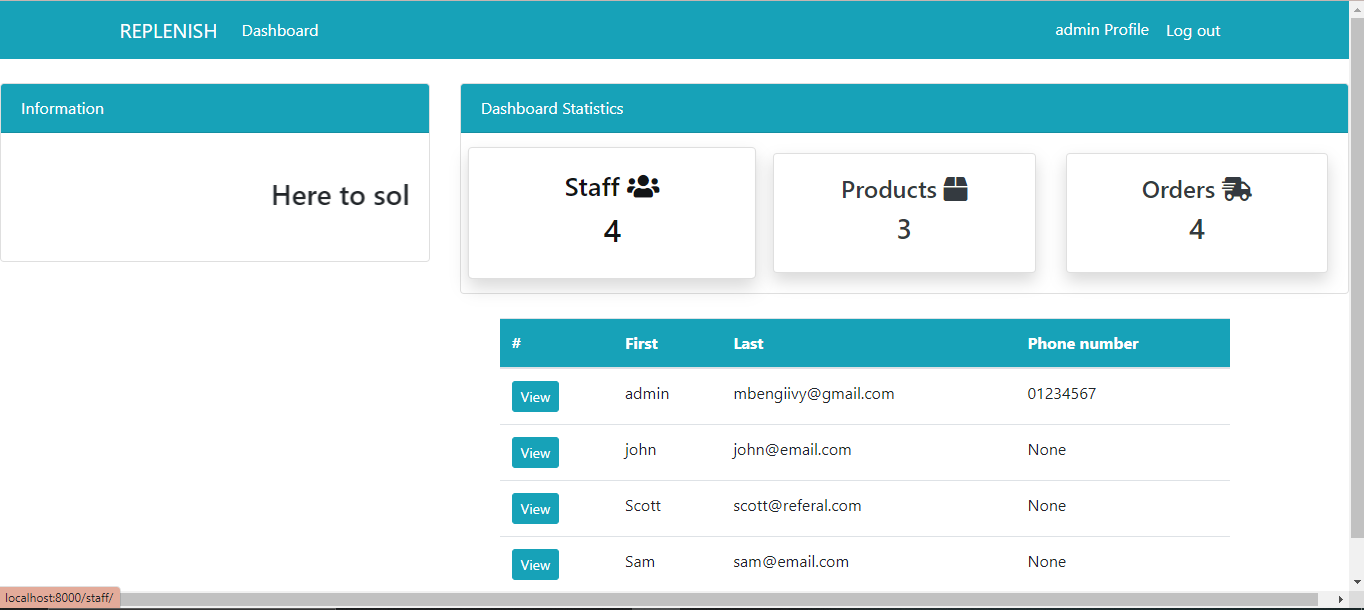 REPLENISH Dashboard admin Profile Log out
Information
Here to sol
Dashboard Statistics
Staff
4
Products
3
Orders
4
# First Last Phone number
View admin mbengiivy@gmail.com 01234567
View john john@email.com None
View Scott scott@referal.com None
View Sam sam@email.com None
localhost:8000/staff/